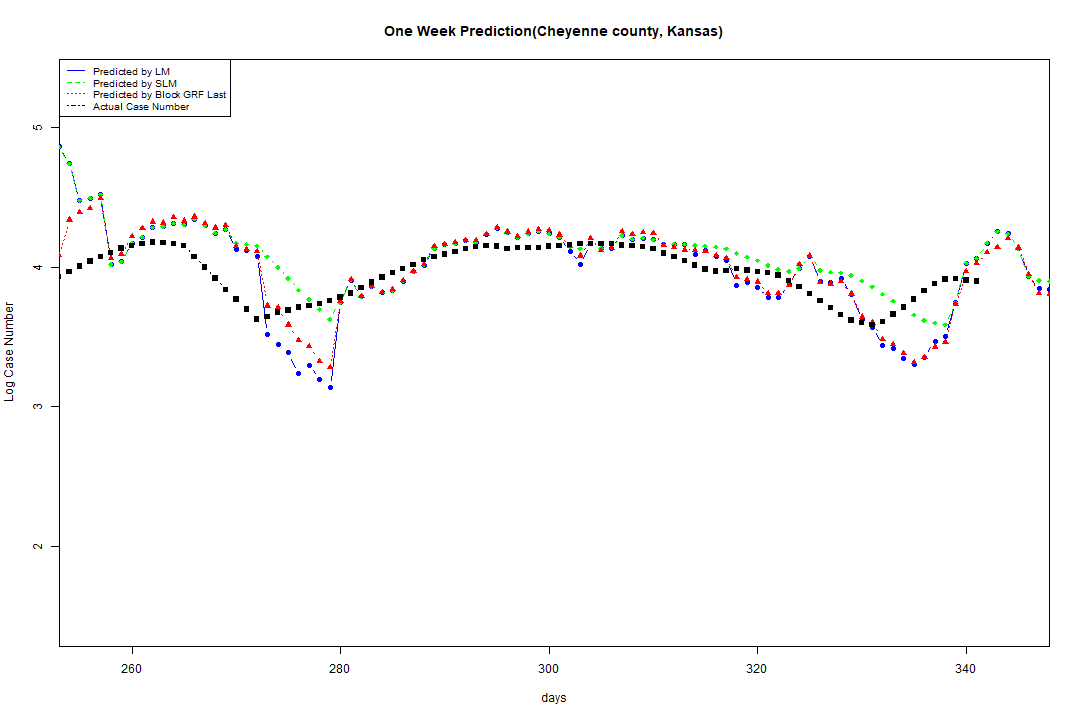 One Week Prediction(Cheyenne county, Kansas)
Predicted by LM
Predicted by SLM
Predicted by Block GRF Last
Actual Case Number
5
4
3
2
Log Case Number
260
280
300
320
340
days